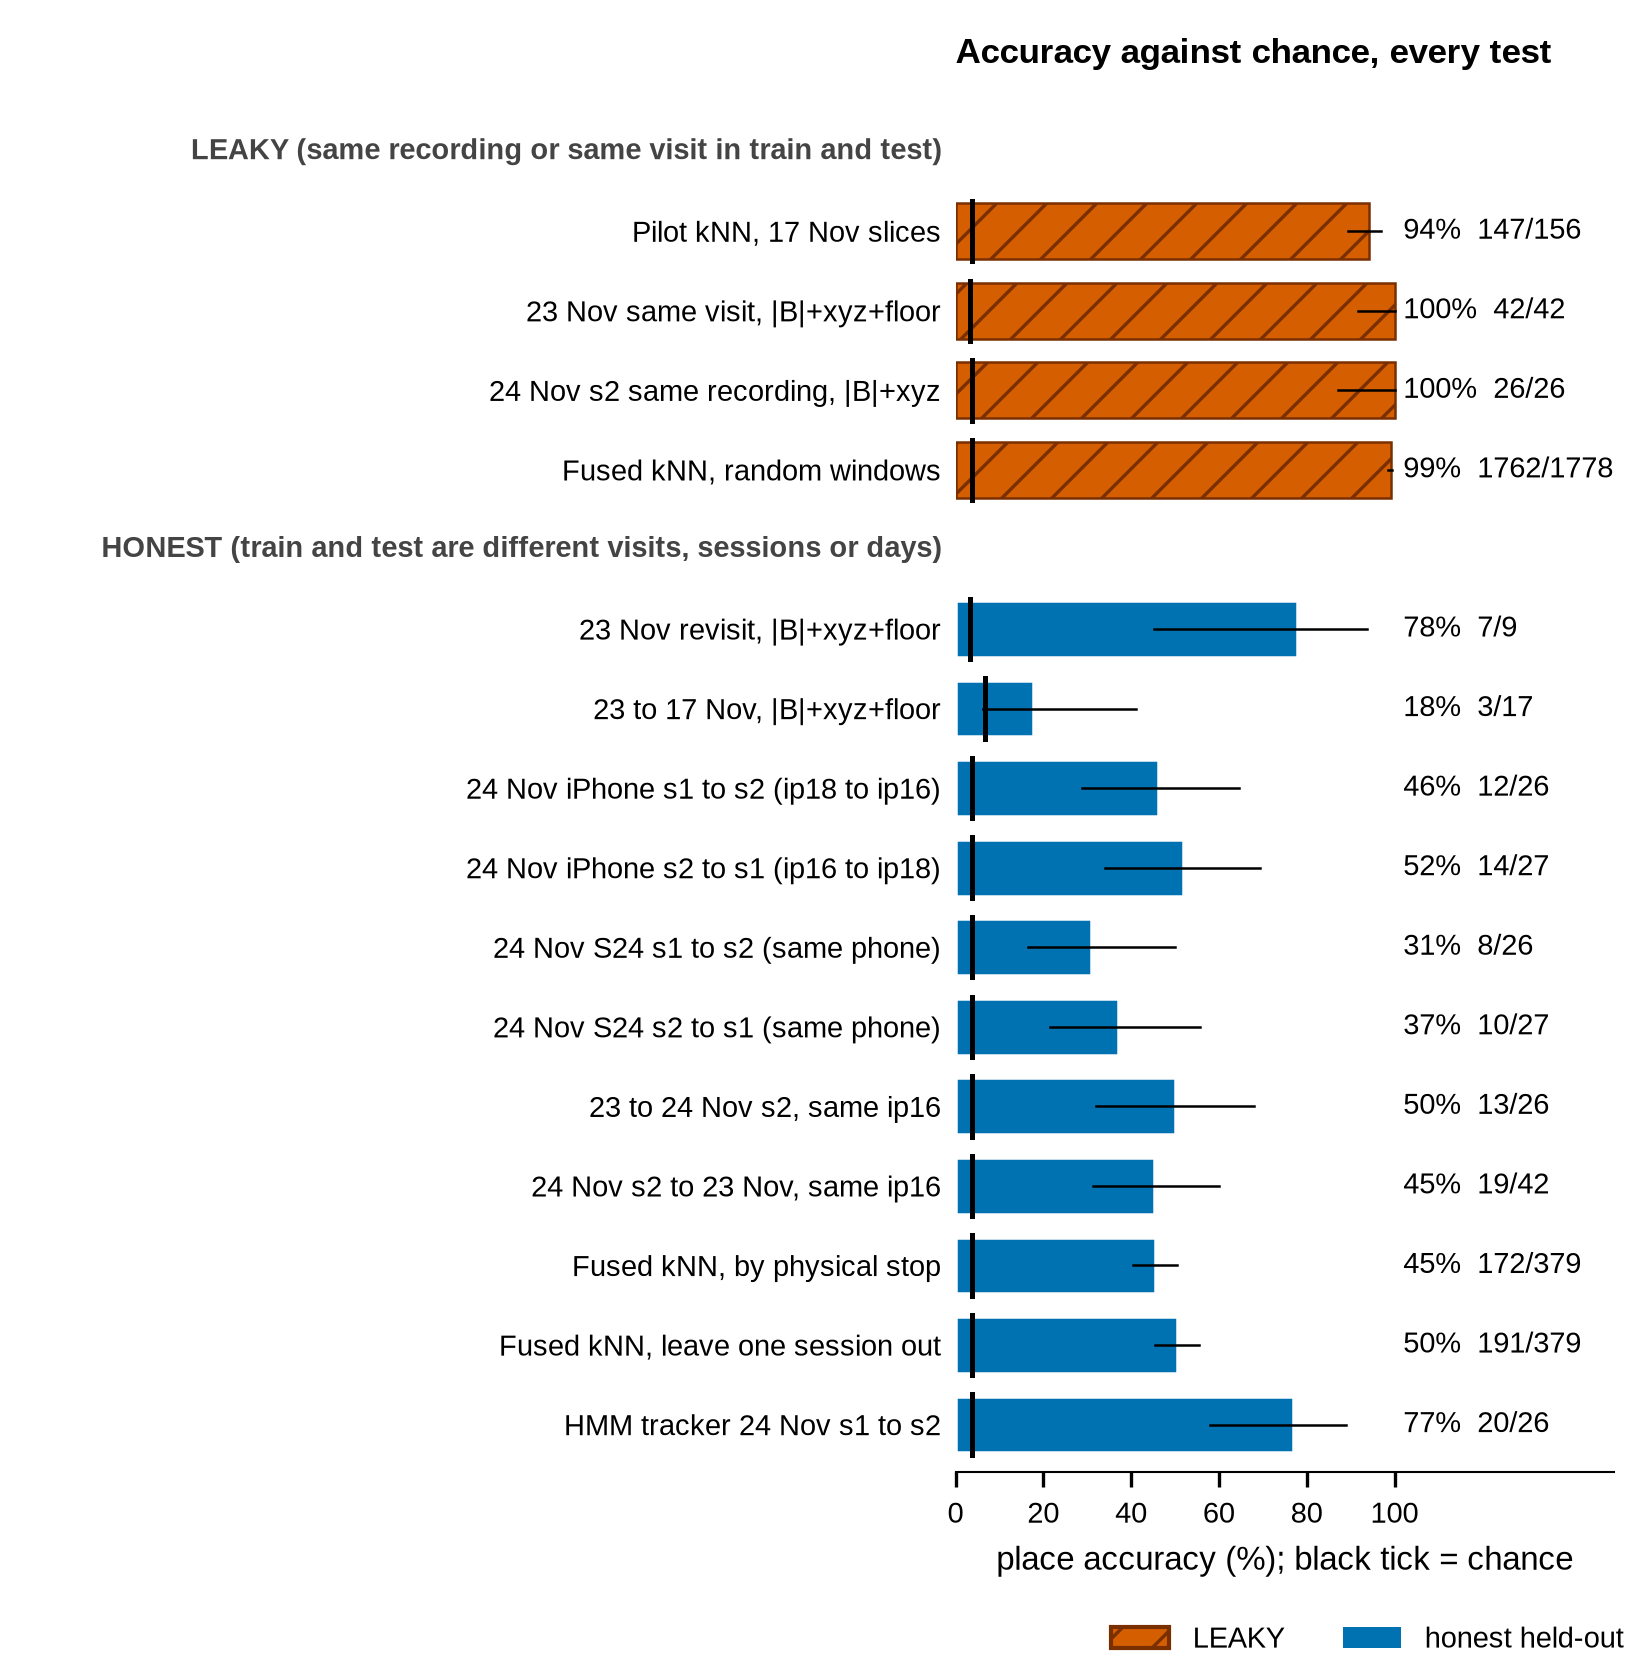 Accuracy against chance, every test
LEAKY (same recording or same visit in train and test)
Pilot kNN, 17 Nov slices 94% 147/156
23 Nov same visit, |B|+xyz+floor 100% 42/42
24 Nov s2 same recording, |B|+xyz 100% 26/26
Fused kNN, random windows 99% 1762/1778
HONEST (train and test are different visits, sessions or days)
23 Nov revisit, |B|+xyz+floor 78% 7/9
23 to 17 Nov, |B|+xyz+floor 18% 3/17
24 Nov iPhone s1 to s2 (ip18 to ip16) 46% 12/26
24 Nov iPhone s2 to s1 (ip16 to ip18) 52% 14/27
24 Nov S24 s1 to s2 (same phone) 31% 8/26
24 Nov S24 s2 to s1 (same phone) 37% 10/27
23 to 24 Nov s2, same ip16 50% 13/26
24 Nov s2 to 23 Nov, same ip16 45% 19/42
Fused kNN, by physical stop 45% 172/379
Fused kNN, leave one session out 50% 191/379
HMM tracker 24 Nov s1 to s2 77% 20/26
0 20 40 60 80 100
place accuracy (%); black tick = chance
LEAKY honest held-out